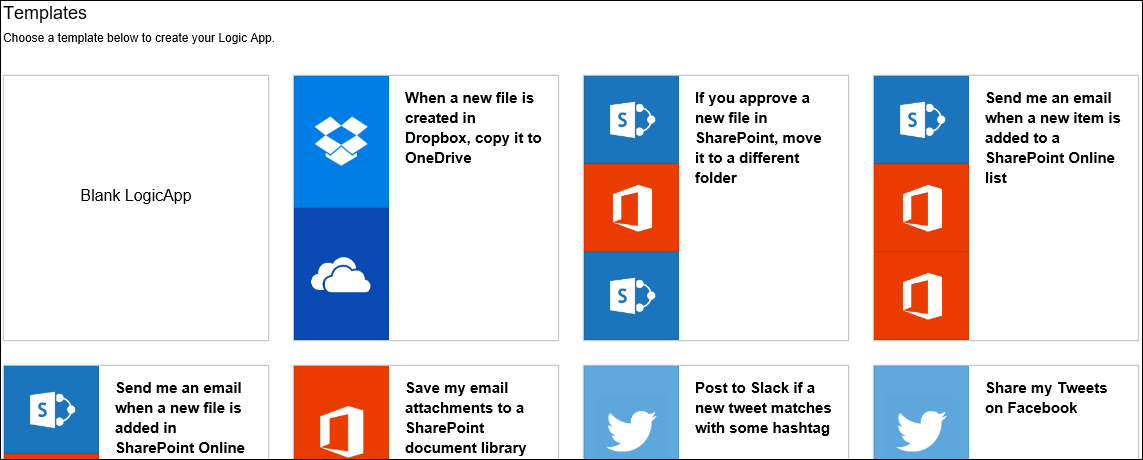 Templates
Choose a template below to create your Logic App.
Blank LogicApp
When a new file is
created in
Dropbox, copy it to
OneDrive
S
S
If you approve a
new file in
SharePoint, move
it to a different
folder
S
Send me an email
when a new item is
added to a
SharePoint Online
list
S
Send me an email
when a new file is
added in
SharePoint Online
Save my email
attachments to a
SharePoint
document library
Post to Slack if a
new tweet matches
with some hashtag
Share my Tweets
on Facebook